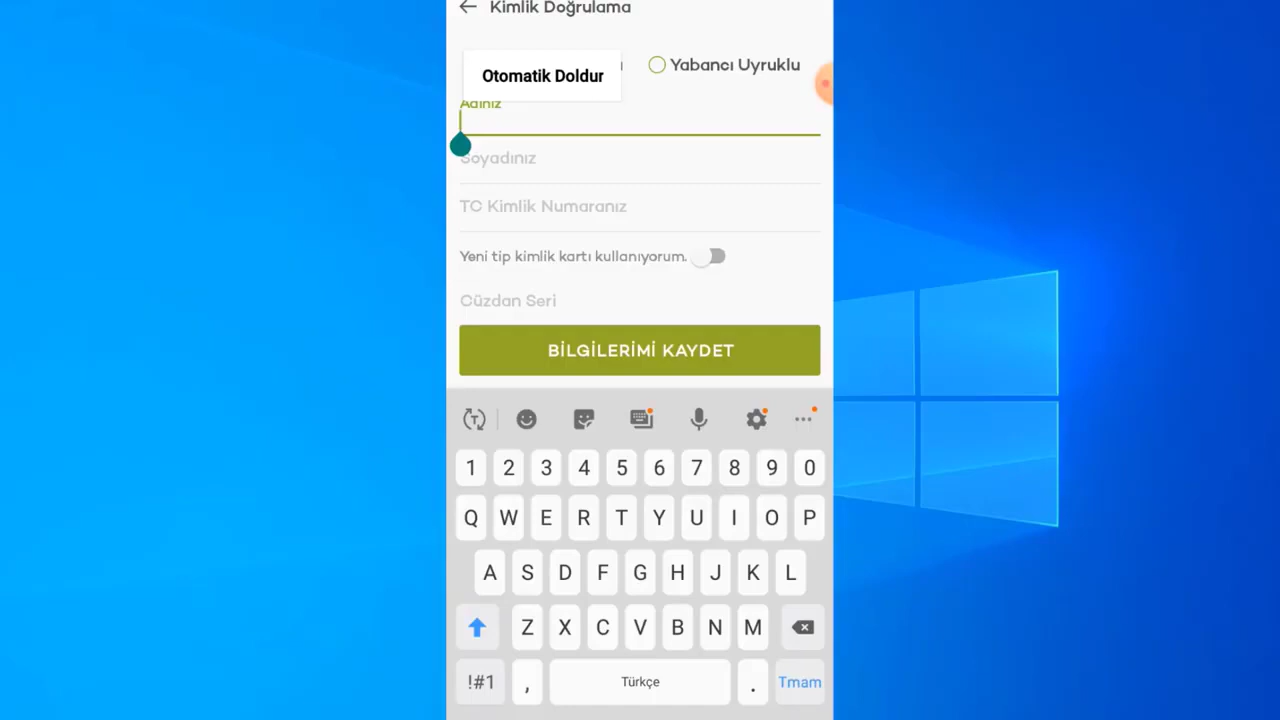 Kimlik Doğrulama
Otomatik Doldur
Yabancı Uyruklu
Adınız
Soyadınız
TC Kimlik Numaranız
Yeni tip kimlik kartı kullanıyorum.
Cüzdan Seri
BİLGİLERİMİ KAYDET
1 2 3 4 5 6 7 8 9 0
Q W E R T Y U I O P
A S D F G H J K L
Z X C V B N M
!#1 , Türkçe . Tmam